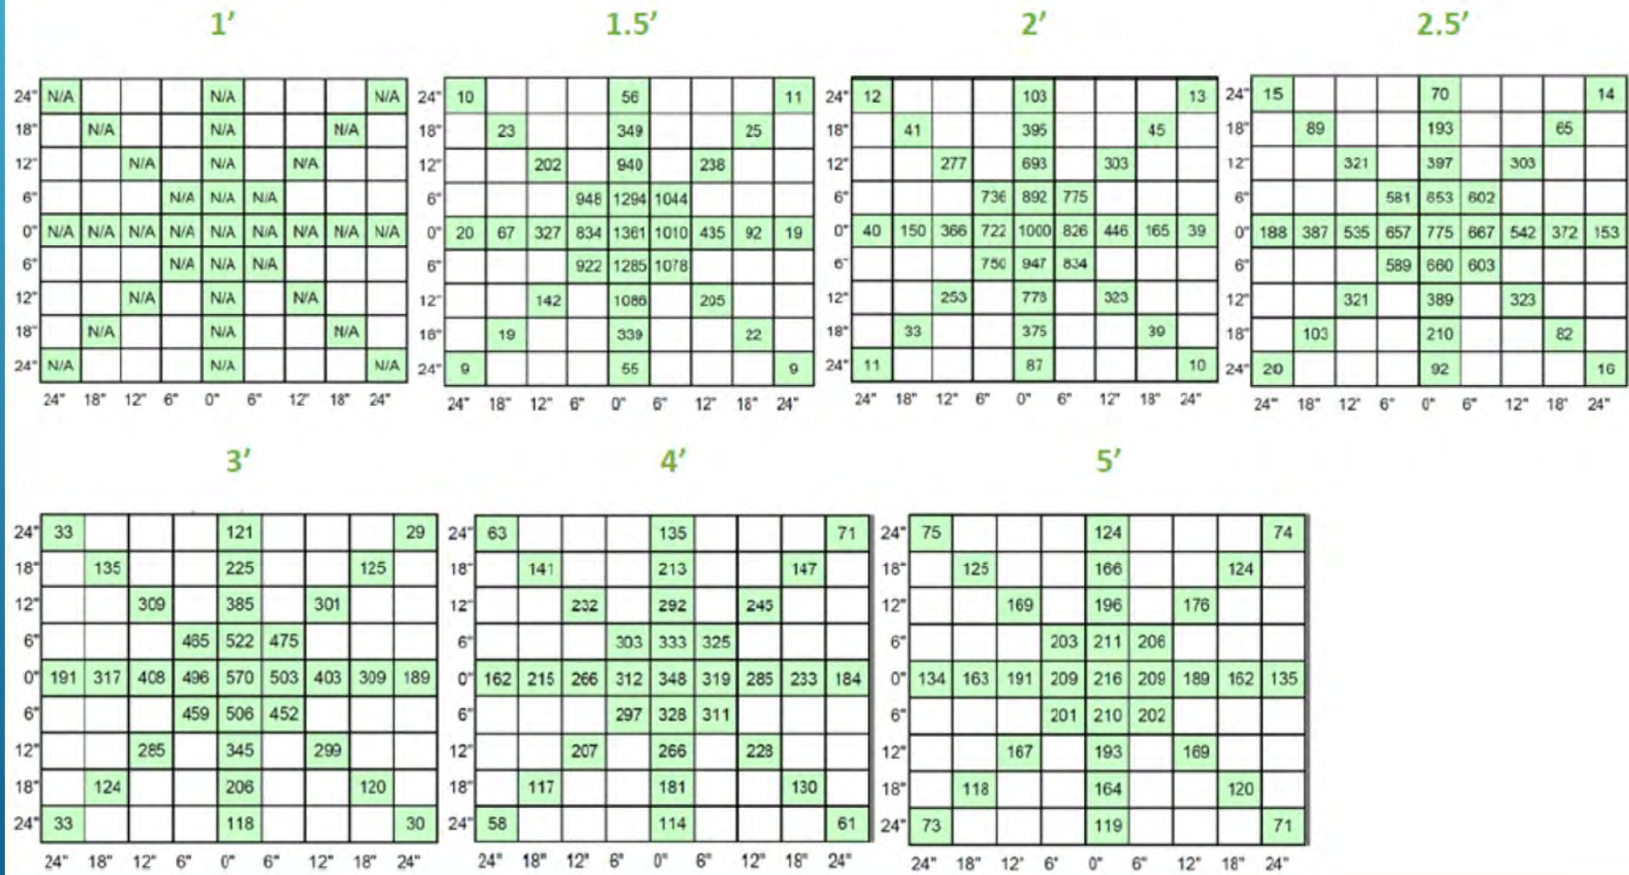 1’ 1.5’ 2’ 2.5’
24" N/A N/A N/A
18" N/A N/A N/A
12" N/A N/A N/A
6" N/A N/A N/A
0" N/A N/A N/A N/A N/A N/A N/A N/A N/A
6" N/A N/A N/A
12" N/A N/A N/A
18" N/A N/A N/A
24" N/A N/A N/A
24" 18" 12" 6" 0" 6" 12" 18" 24"
24" 10 56 11
18" 23 349 25
12" 202 940 238
6" 948 1294 1044
0" 20 67 327 834 1361 1010 435 92 19
6" 922 1285 1078
12" 142 1086 205
18" 19 339 22
24" 9 55 9
24" 18" 12" 6" 0" 6" 12" 18" 24"
24" 12 103 13
18" 41 395 45
12" 277 693 303
6" 736 892 775
0" 40 150 366 722 1000 826 446 165 39
6" 750 947 834
12" 253 773 323
18" 33 375 39
24" 11 87 10
24" 18" 12" 6" 0" 6" 12" 18" 24"
24" 15 70 14
18" 89 193 65
12" 321 397 303
6" 581 653 602
0" 188 387 535 657 775 667 542 372 153
6" 589 660 603
12" 321 389 323
18" 103 210 82
24" 20 92 16
24" 18" 12" 6" 0" 6" 12" 18" 24"
3’ 4’ 5’
24" 33 121 29
18" 135 225 125
12" 309 385 301
6" 465 522 475
0" 191 317 408 496 570 503 403 309 189
6" 459 506 452
12" 285 345 299
18" 124 206 120
24" 33 118 30
24" 18" 12" 6" 0" 6" 12" 18" 24"
24" 63 135 71
18" 141 213 147
12" 232 292 245
6" 303 333 325
0" 162 215 266 312 348 319 285 233 184
6" 297 328 311
12" 207 266 228
18" 117 181 130
24" 58 114 61
24" 18" 12" 6" 0" 6" 12" 18" 24"
24" 75 124 74
18" 125 166 124
12" 169 196 176
6" 203 211 206
0" 134 163 191 209 216 209 189 162 135
6" 201 210 202
12" 167 193 169
18" 118 164 120
24" 73 119 71
24" 18" 12" 6" 0" 6" 12" 18" 24"